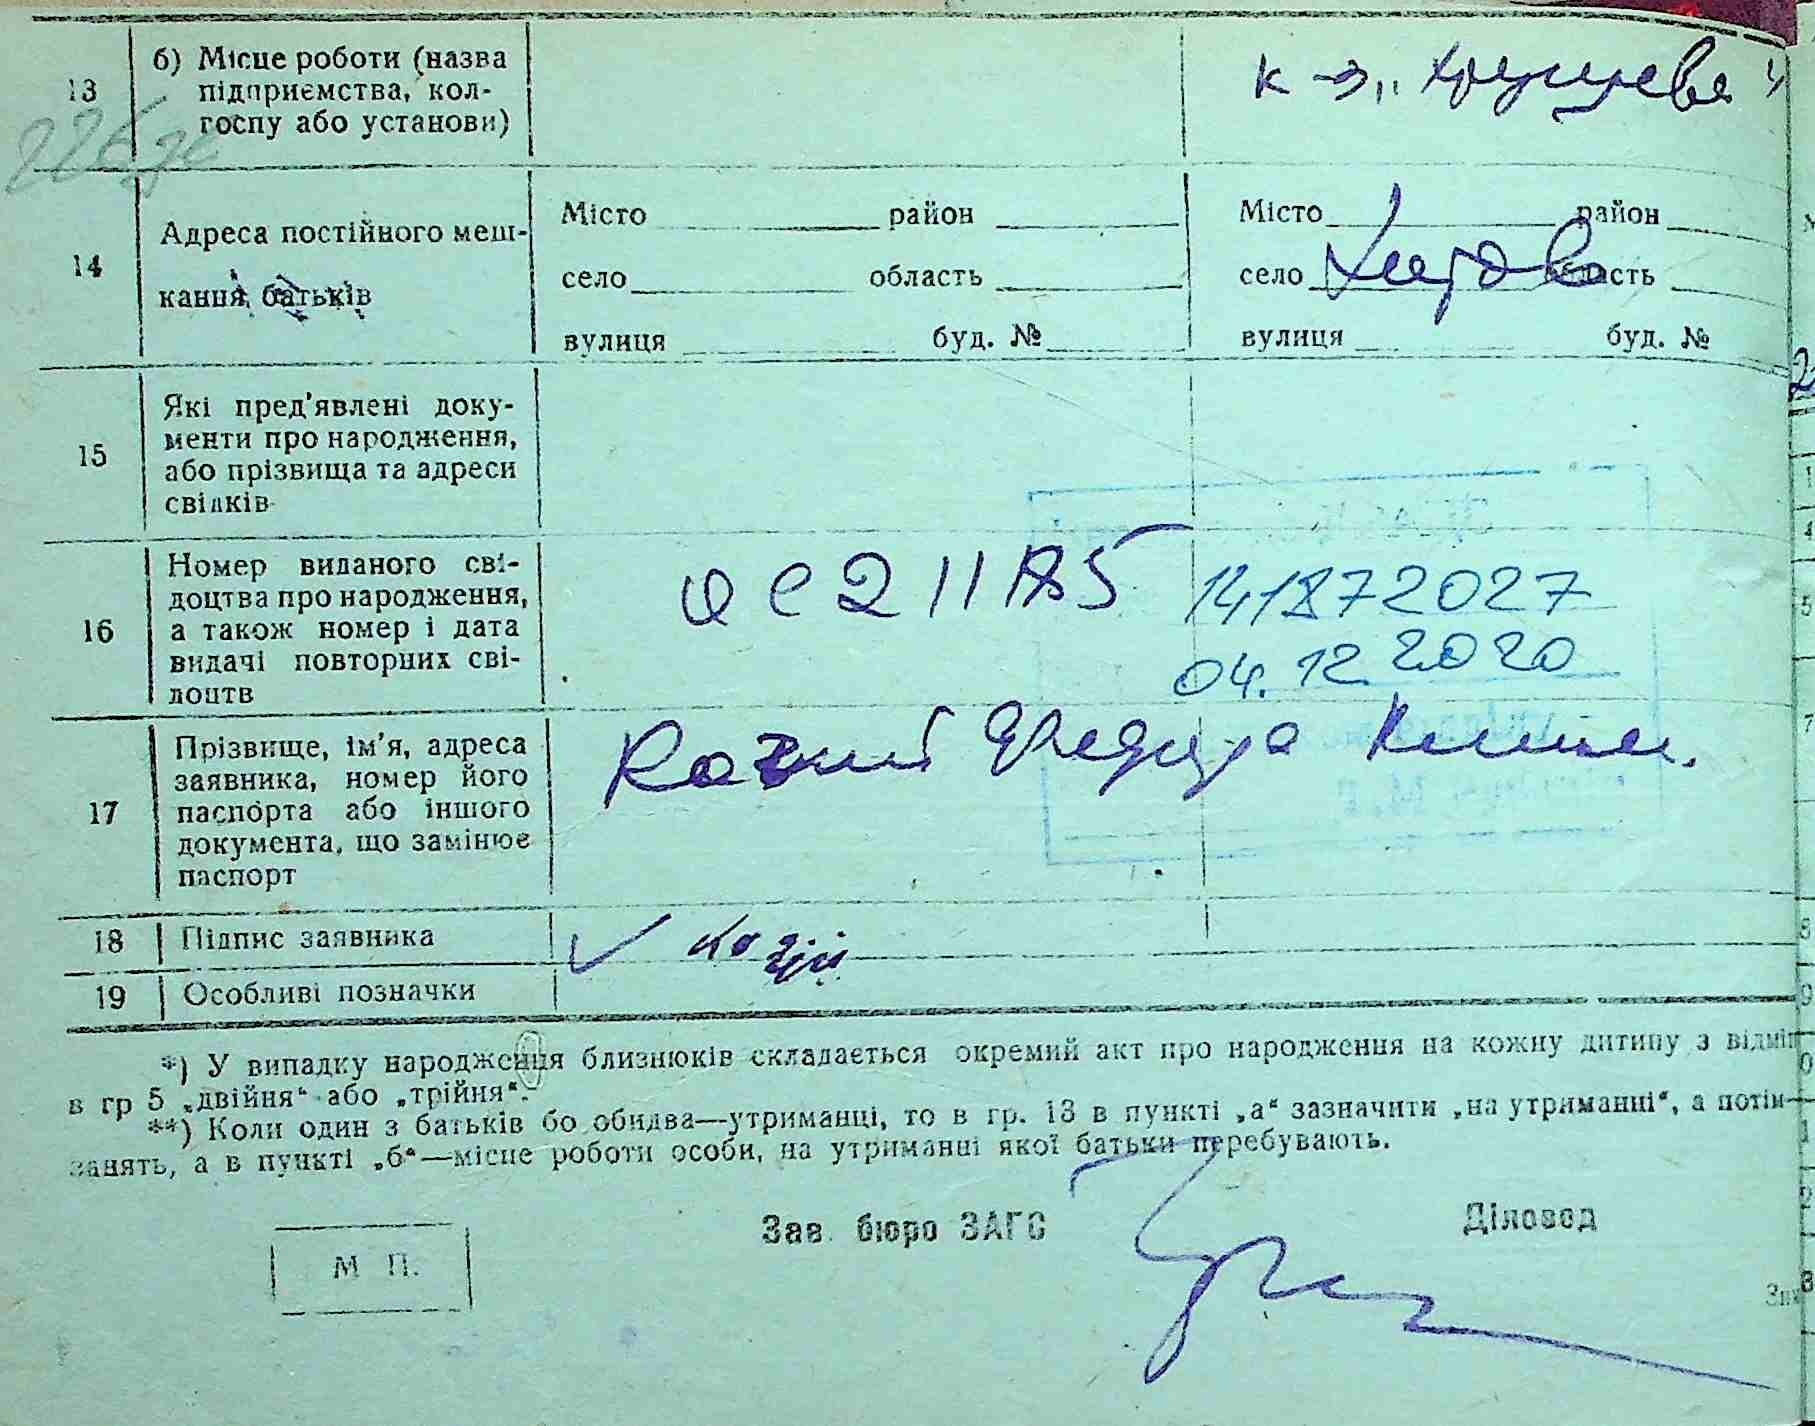 13
б) Місце роботи (назва
підприємства, кол-
госпу або установи)
к-з „Хрущева"
14
Адреса постійного меш-
кання батьків
Місто район
село область
вулиця буд. №
Місто район
село область
вулиця буд. №
15
Які пред'явлені доку-
менти про народження,
або прізвища та адреси
свідків
16
Номер виданого сві-
доцтва про народження,
а також номер і дата
видачі повторних сві-
доцтв
04.12.2020
17
Прізвище, ім'я, адреса
заявника, номер його
паспорта або іншого
документа, що замінює
паспорт
18 Підпис заявника
19 Особливі позначки
*) У випадку народження близнюків складається окремий акт про народження на кожну дитину з відміт
в гр 5 „двійня" або „трійня".
**) Коли один з батьків бо обидва—утриманці, то в гр. 13 в пункті „а" зазначити „на утриманні", а потім—
занять, а в пункті „б"—місце роботи особи, на утриманні якої батьки перебувають.
Зав. бюро ЗАГС
Діловод
М П.